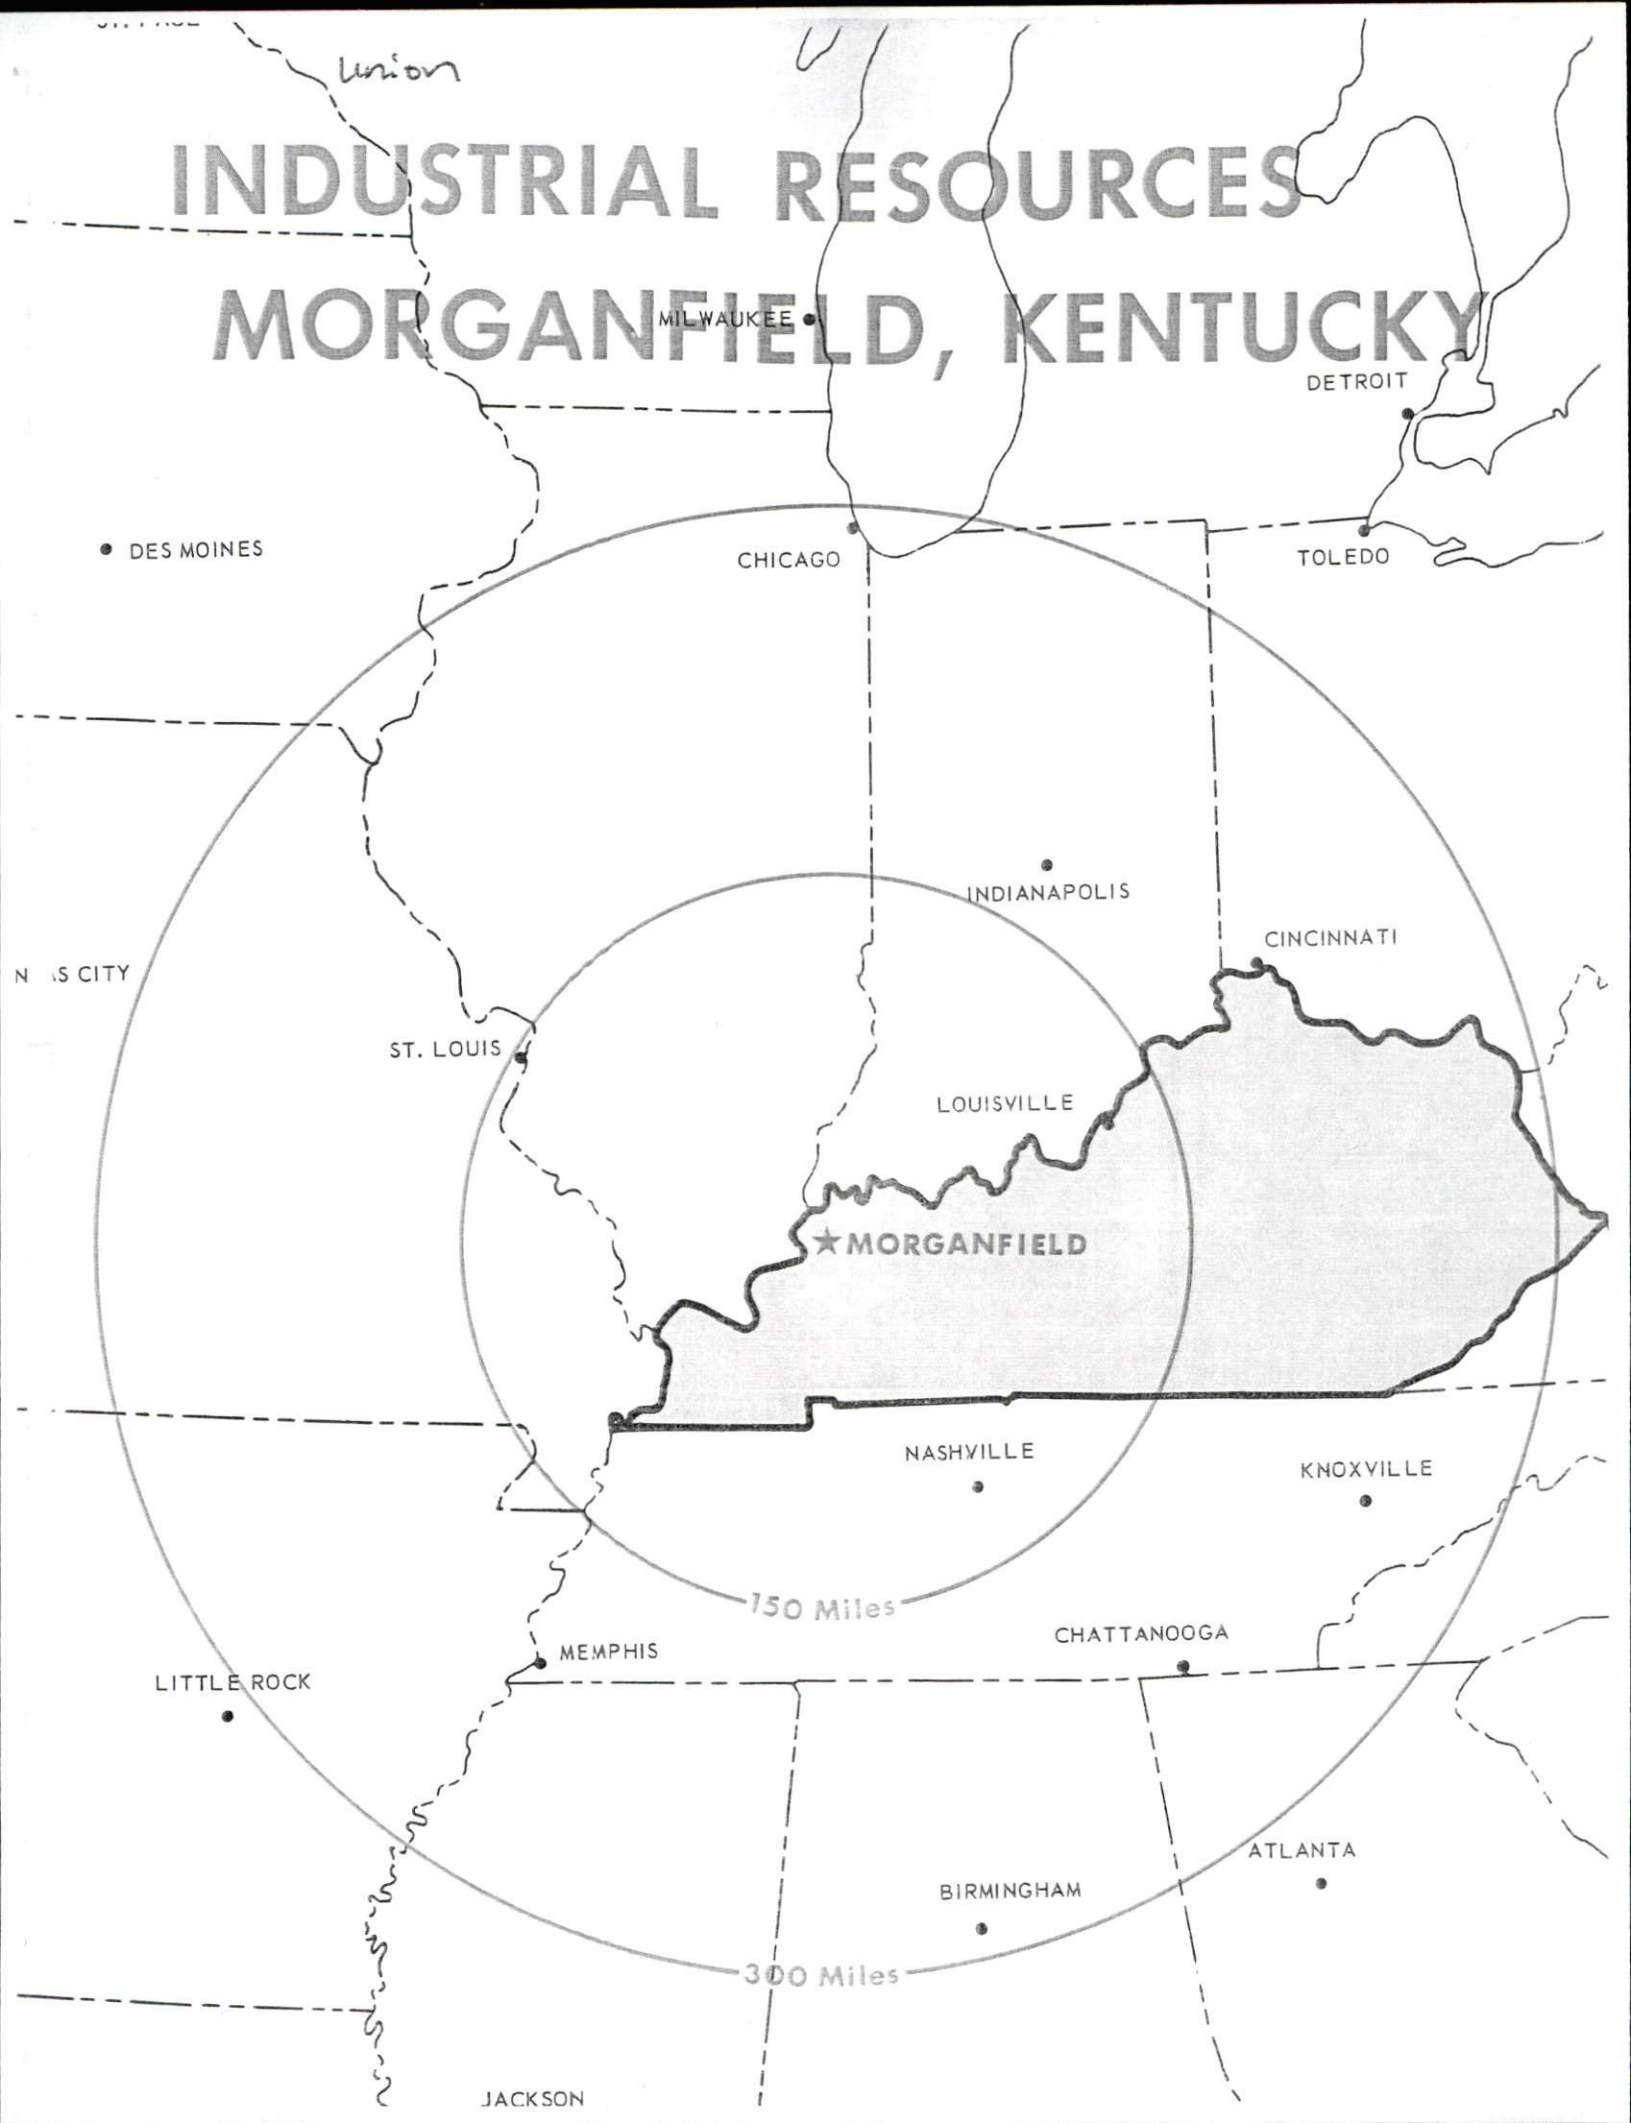 Union
INDUSTRIAL RESOURCES
MORGANFIELD, KENTUCKY
MILWAUKEE
DETROIT
DES MOINES
CHICAGO
TOLEDO
INDIANAPOLIS
CINCINNATI
N AS CITY
ST. LOUIS
LOUISVILLE
MORGANFIELD
NASHVILLE
KNOXVILLE
150 Miles
CHATTANOOGA
MEMPHIS
LITTLE ROCK
ATLANTA
BIRMINGHAM
300 Miles
JACKSON